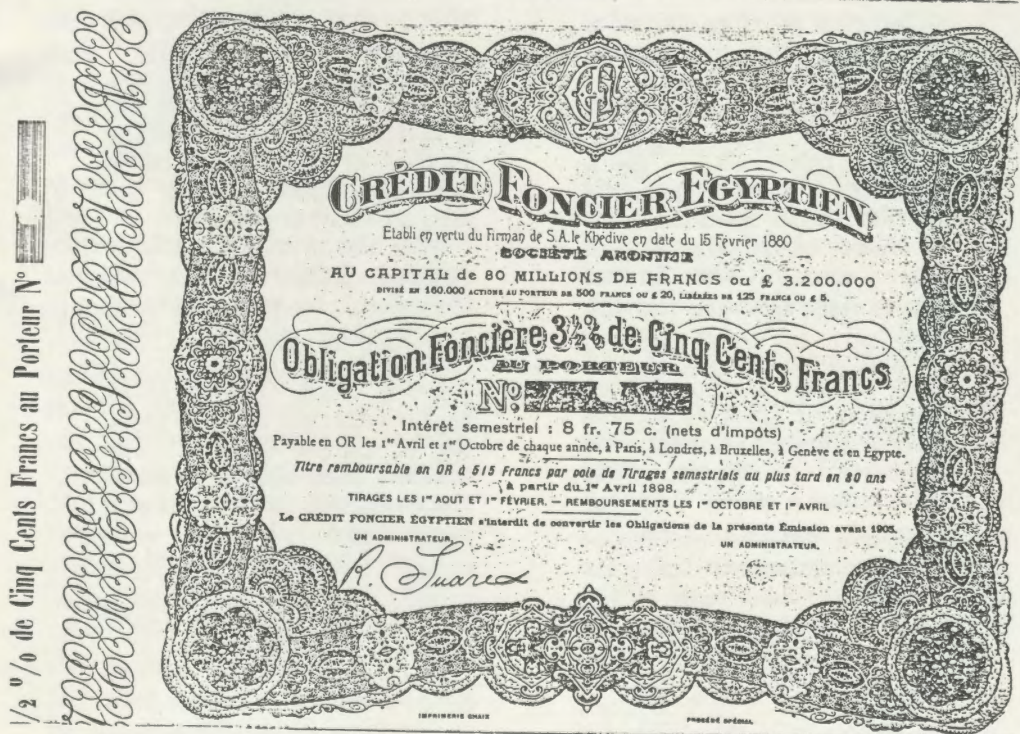 1/2 % de Cinq Cents Francs au Porteur N°
CRÉDIT FONCIER EGYPTIEN
Etabli en vertu du Firman de S.A. le Khédive en date du 15 Février 1880
SOCIÉTÉ ANONYME
AU CAPITAL de 80 MILLIONS DE FRANCS ou £ 3.200.000
DIVISÉ EN 160.000 ACTIONS AU PORTEUR DE 500 FRANCS OU £ 20, LIBÉRÉES DE 125 FRANCS OU £ 5.
Obligation Foncière 3 1/2 % de Cinq Cents Francs
AU PORTEUR
N°
Intérêt semestriel : 8 fr. 75 c. (nets d'impôts)
Payable en OR les 1er Avril et 1er Octobre de chaque année, à Paris, à Londres, à Bruxelles, à Genève et en Égypte.
Titre remboursable en OR à 515 Francs par voie de Tirages semestriels au plus tard en 80 ans
à partir du 1er Avril 1898.
TIRAGES LES 1er AOUT ET 1er FÉVRIER. — REMBOURSEMENTS LES 1er OCTOBRE ET 1er AVRIL
Le CRÉDIT FONCIER ÉGYPTIEN s'interdit de convertir les Obligations de la présente Émission avant 1905.
UN ADMINISTRATEUR, UN ADMINISTRATEUR,
R. Suares
IMPRIMERIE CHAIX PROCÉDÉ SPÉCIAL